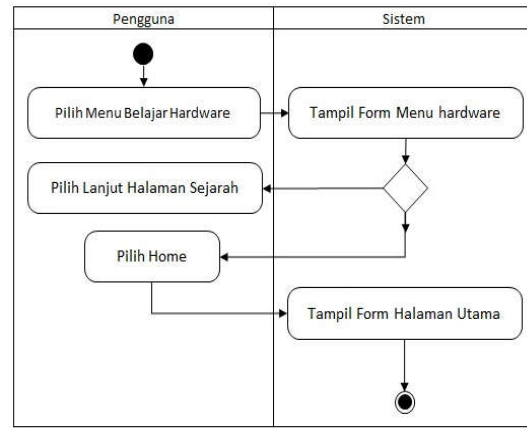 Pengguna
Sistem
Pilih Menu Belajar Hardware
Tampil Form Menu hardware
Pilih Lanjut Halaman Sejarah
Pilih Home
Tampil Form Halaman Utama